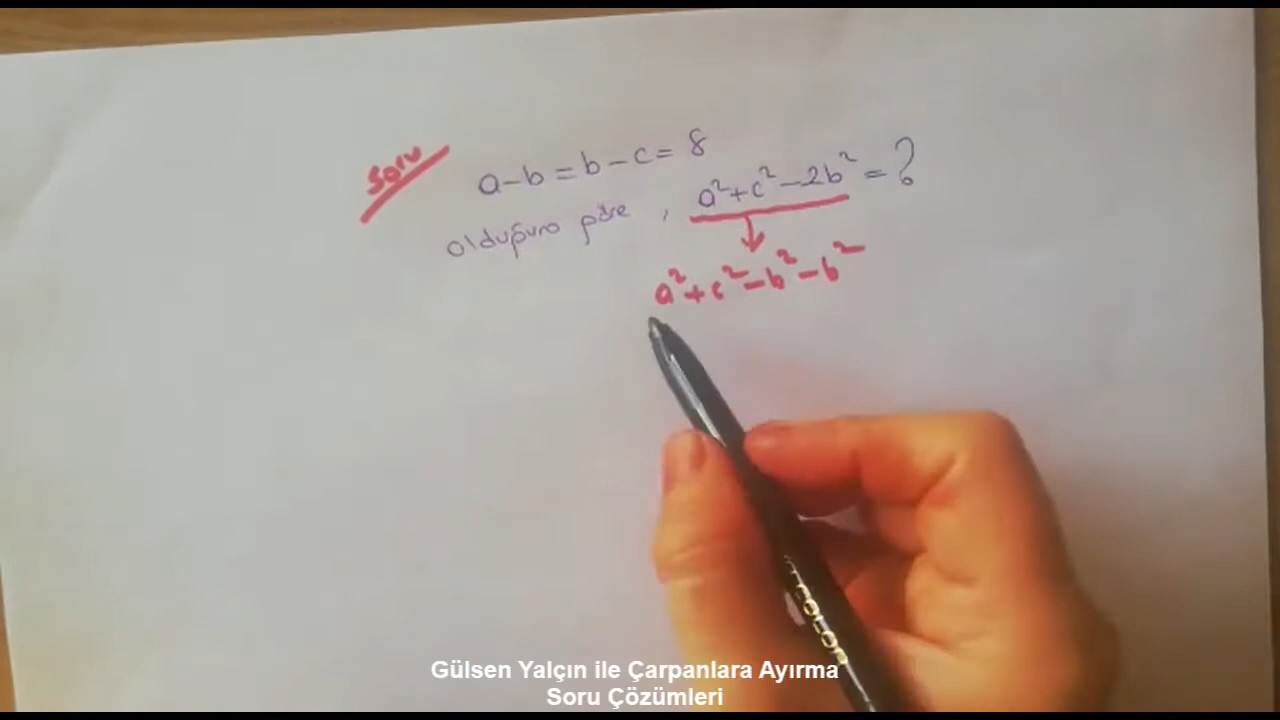 Soru
a-b=b-c=8
olduğuna göre, a²+c²-2b²=?
a²+c²-b²-b²
Gülsen Yalçın ile Çarpanlara Ayırma
Soru Çözümleri